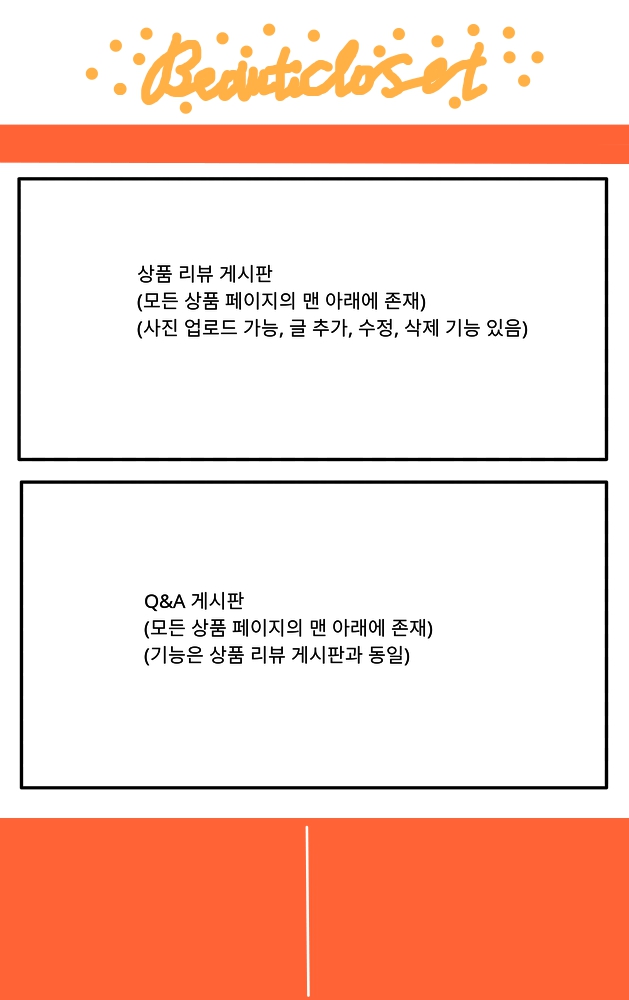 Beauticloset
상품 리뷰 게시판
(모든 상품 페이지의 맨 아래에 존재)
(사진 업로드 가능, 글 추가, 수정, 삭제 기능 있음)
Q&A 게시판
(모든 상품 페이지의 맨 아래에 존재)
(기능은 상품 리뷰 게시판과 동일)